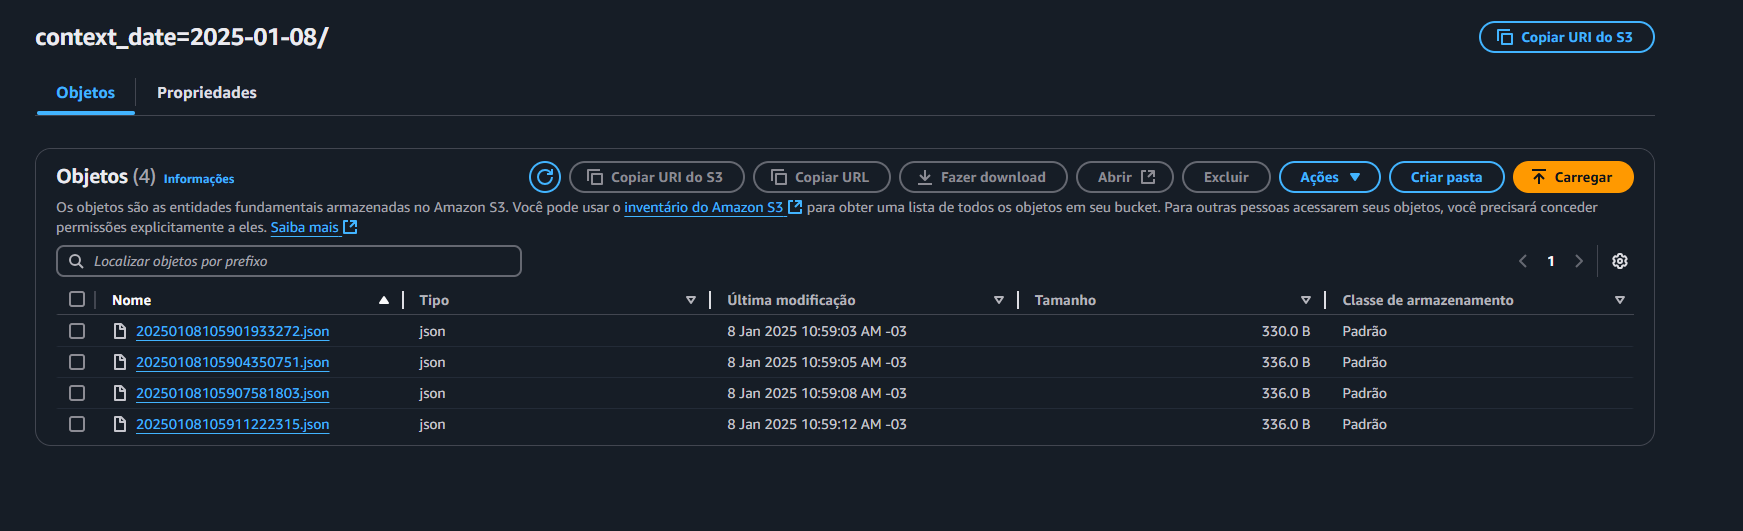 context_date=2025-01-08/
Copiar URI do S3
Objetos
Propriedades
Objetos (4) Informações
Copiar URI do S3
Copiar URL
Fazer download
Abrir
Excluir
Ações
Criar pasta
Carregar
Os objetos são as entidades fundamentais armazenadas no Amazon S3. Você pode usar o inventário do Amazon S3 para obter uma lista de todos os objetos em seu bucket. Para outras pessoas acessarem seus objetos, você precisará conceder
permissões explicitamente a eles. Saiba mais
Localizar objetos por prefixo
1
Nome Tipo Última modificação Tamanho Classe de armazenamento
20250108105901933272.json json 8 Jan 2025 10:59:03 AM -03 330.0 B Padrão
20250108105904350751.json json 8 Jan 2025 10:59:05 AM -03 336.0 B Padrão
20250108105907581803.json json 8 Jan 2025 10:59:08 AM -03 336.0 B Padrão
20250108105911222315.json json 8 Jan 2025 10:59:12 AM -03 336.0 B Padrão